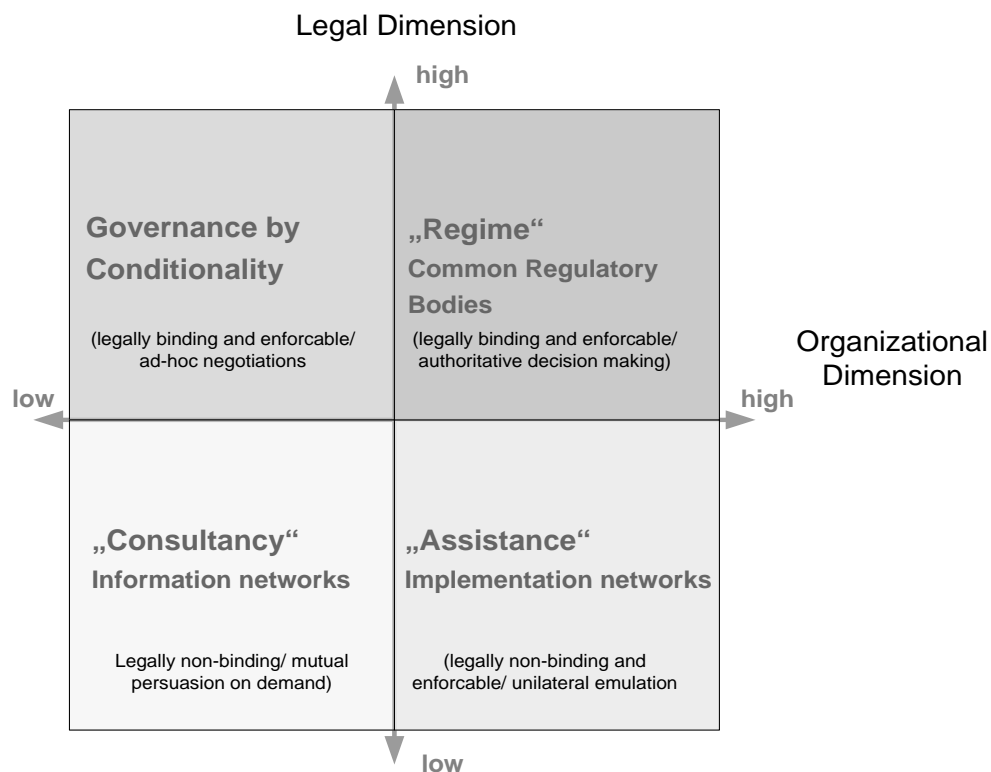 Legal Dimension
high
Governance by
Conditionality
(legally binding and enforcable/
ad-hoc negotiations
„Regime“
Common Regulatory
Bodies
(legally binding and enforcable/
authoritative decision making)
Organizational
Dimension
low
high
„Consultancy“
Information networks
Legally non-binding/ mutual
persuasion on demand)
„Assistance“
Implementation networks
(legally non-binding and
enforcable/ unilateral emulation
low